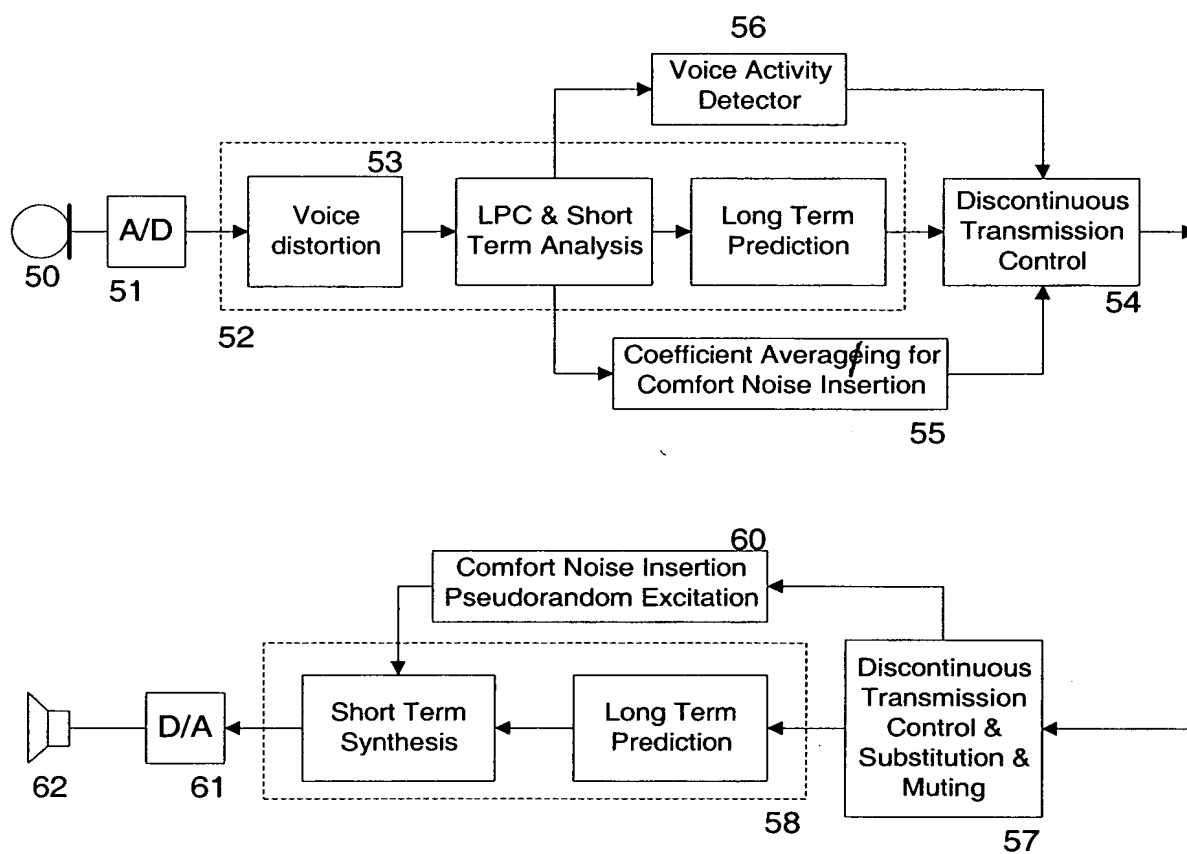 56
Voice Activity
Detector
53
Voice
distortion
LPC & Short
Term Analysis
Long Term
Prediction
Discontinuous
Transmission
Control
A/D
50
51
52
54
Coefficient Averageing for
Comfort Noise Insertion
55
60
Comfort Noise Insertion
Pseudorandom Excitation
Discontinuous
Transmission
Control &
Substitution &
Muting
Short Term
Synthesis
Long Term
Prediction
D/A
62
61
58
57